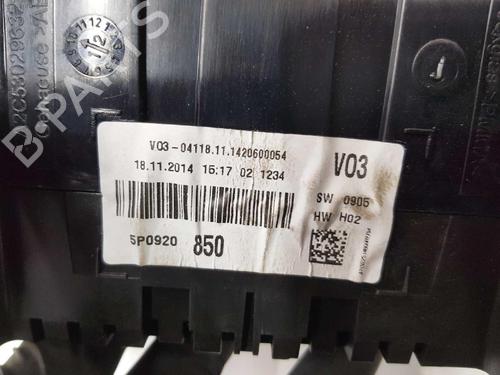 2C53029632
B-PARTS
V03-04118.11.1420600054
18.11.2014 15:17 02 1234
V03
SW 0905
HW H02
5P0920 850